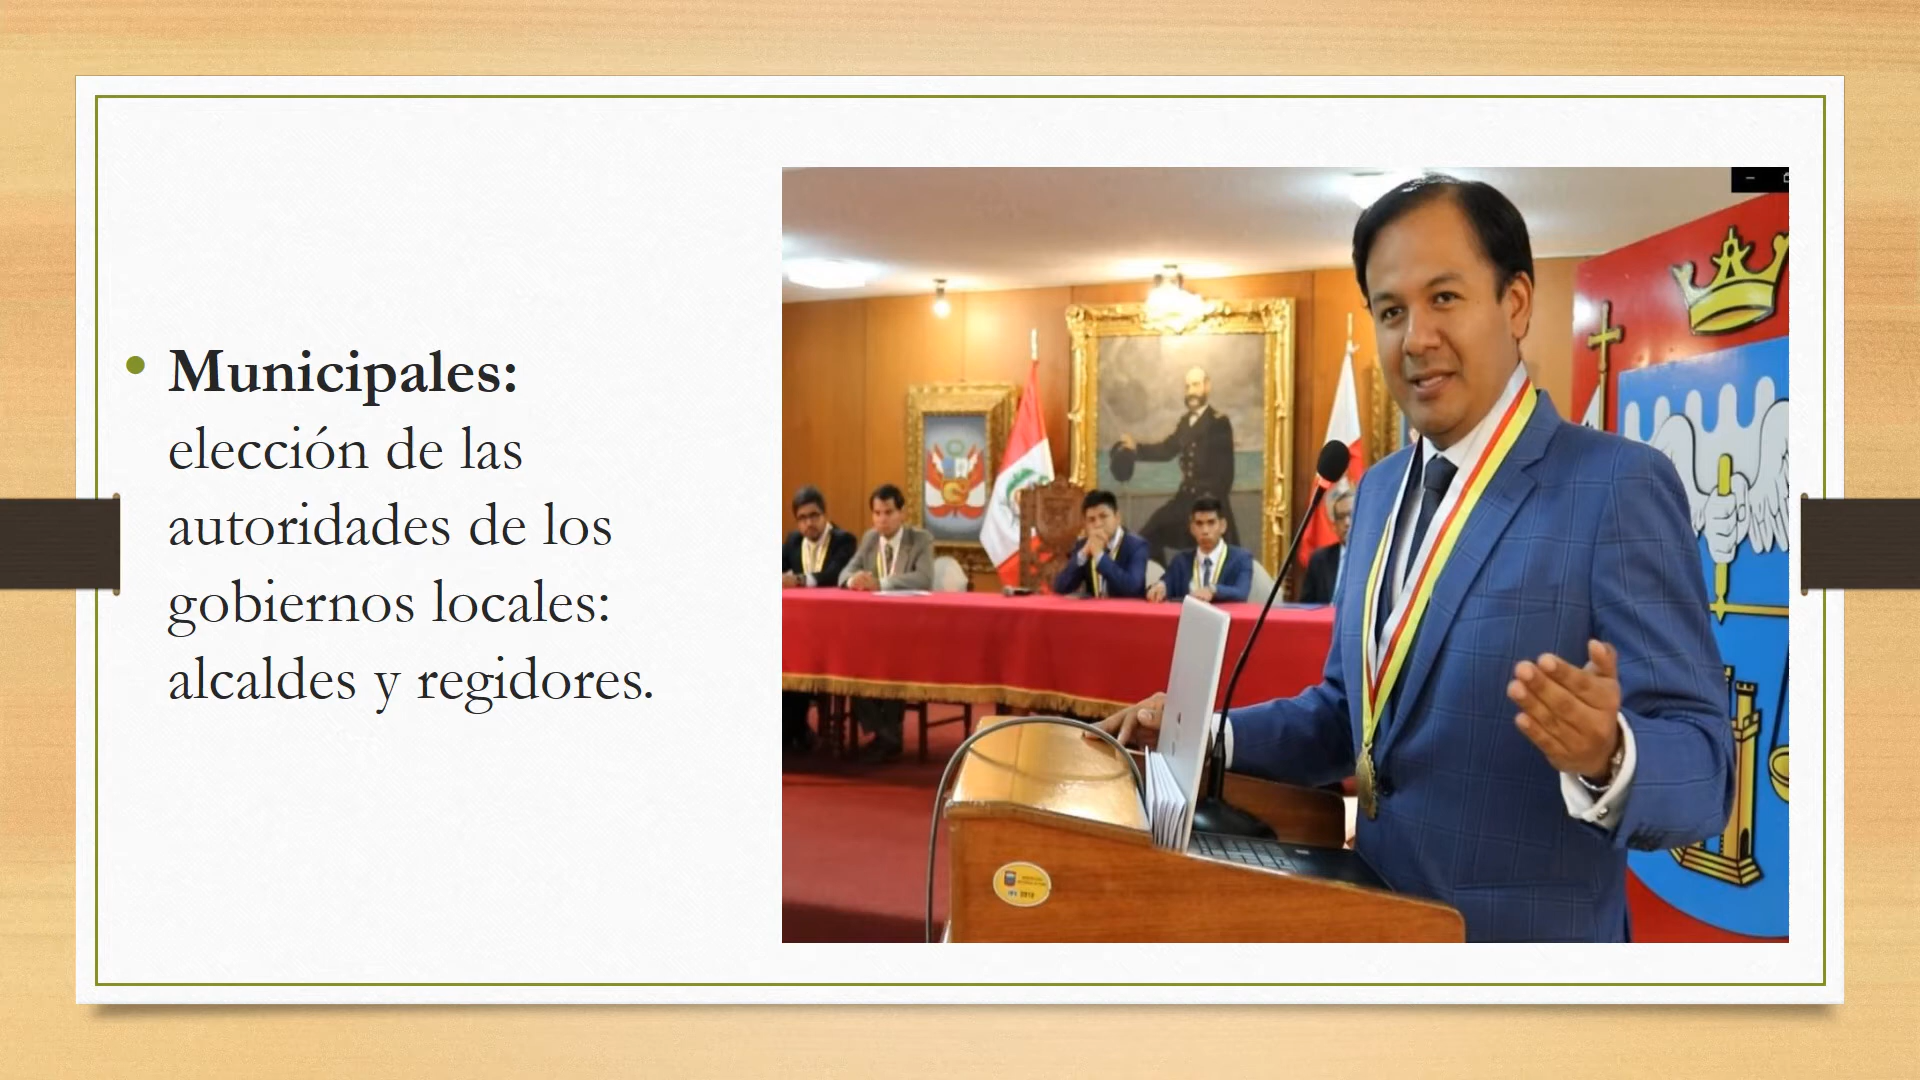 • Municipales:
elección de las
autoridades de los
gobiernos locales:
alcaldes y regidores.